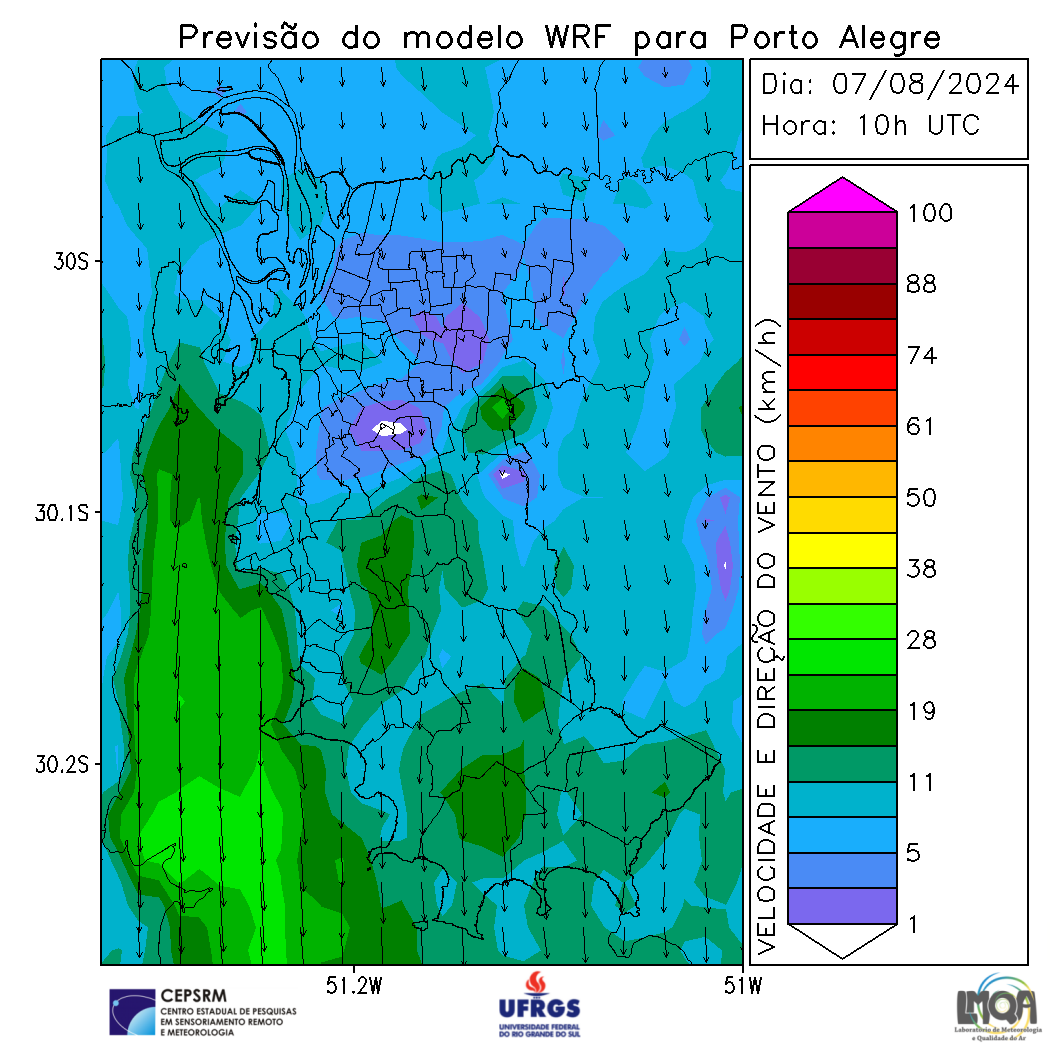 Previsão do modelo WRF para Porto Alegre
Dia: 07/08/2024
Hora: 10h UTC
30S
30.1S
30.2S
51.2W
51W
VELOCIDADE E DIREÇÃO DO VENTO (km/h)
100
88
74
61
50
38
28
19
11
5
1
CEPSRM
CENTRO ESTADUAL DE PESQUISAS
EM SENSORIAMENTO REMOTO
E METEOROLOGIA
UFRGS
UNIVERSIDADE FEDERAL
DO RIO GRANDE DO SUL
LMQA
Laboratório de Meteorologia
e Qualidade do Ar